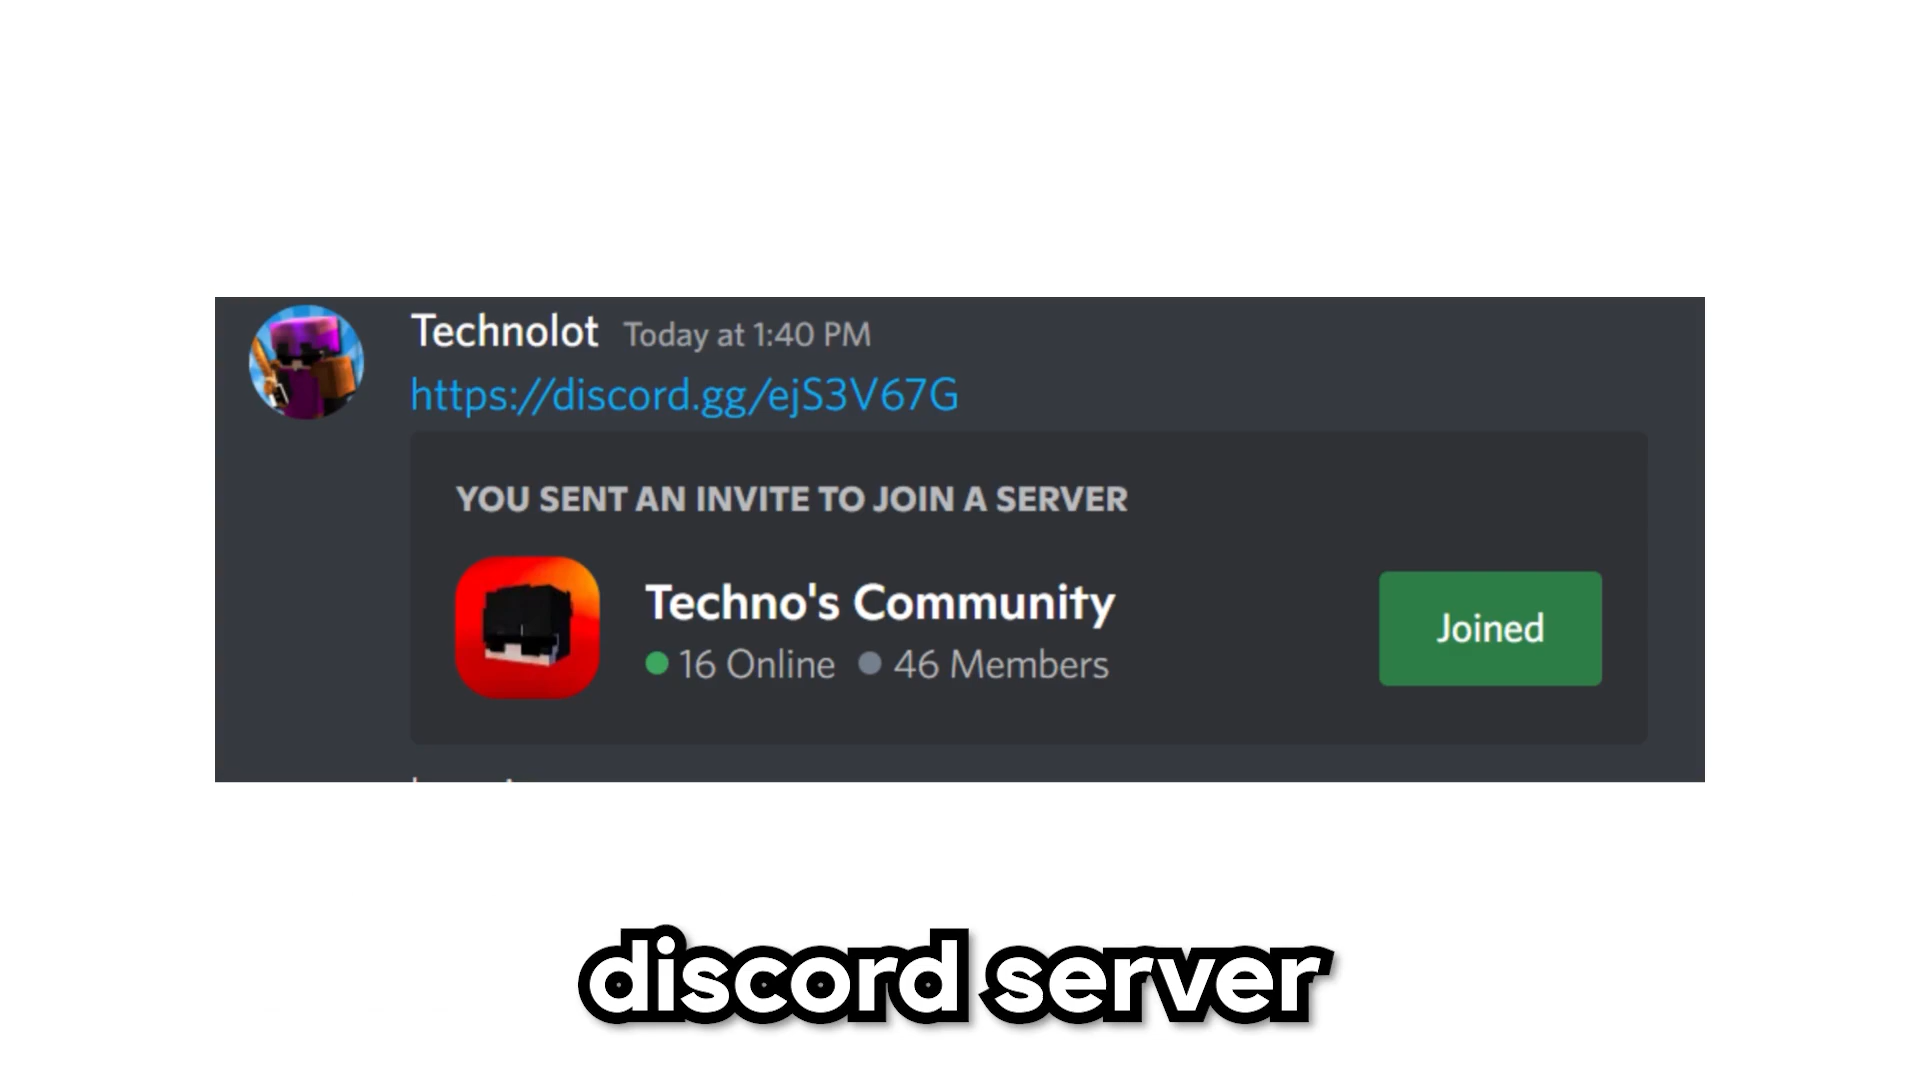 Technolot Today at 1:40 PM
https://discord.gg/ejS3V67G
YOU SENT AN INVITE TO JOIN A SERVER
Techno's Community
16 Online 46 Members
Joined
discord server